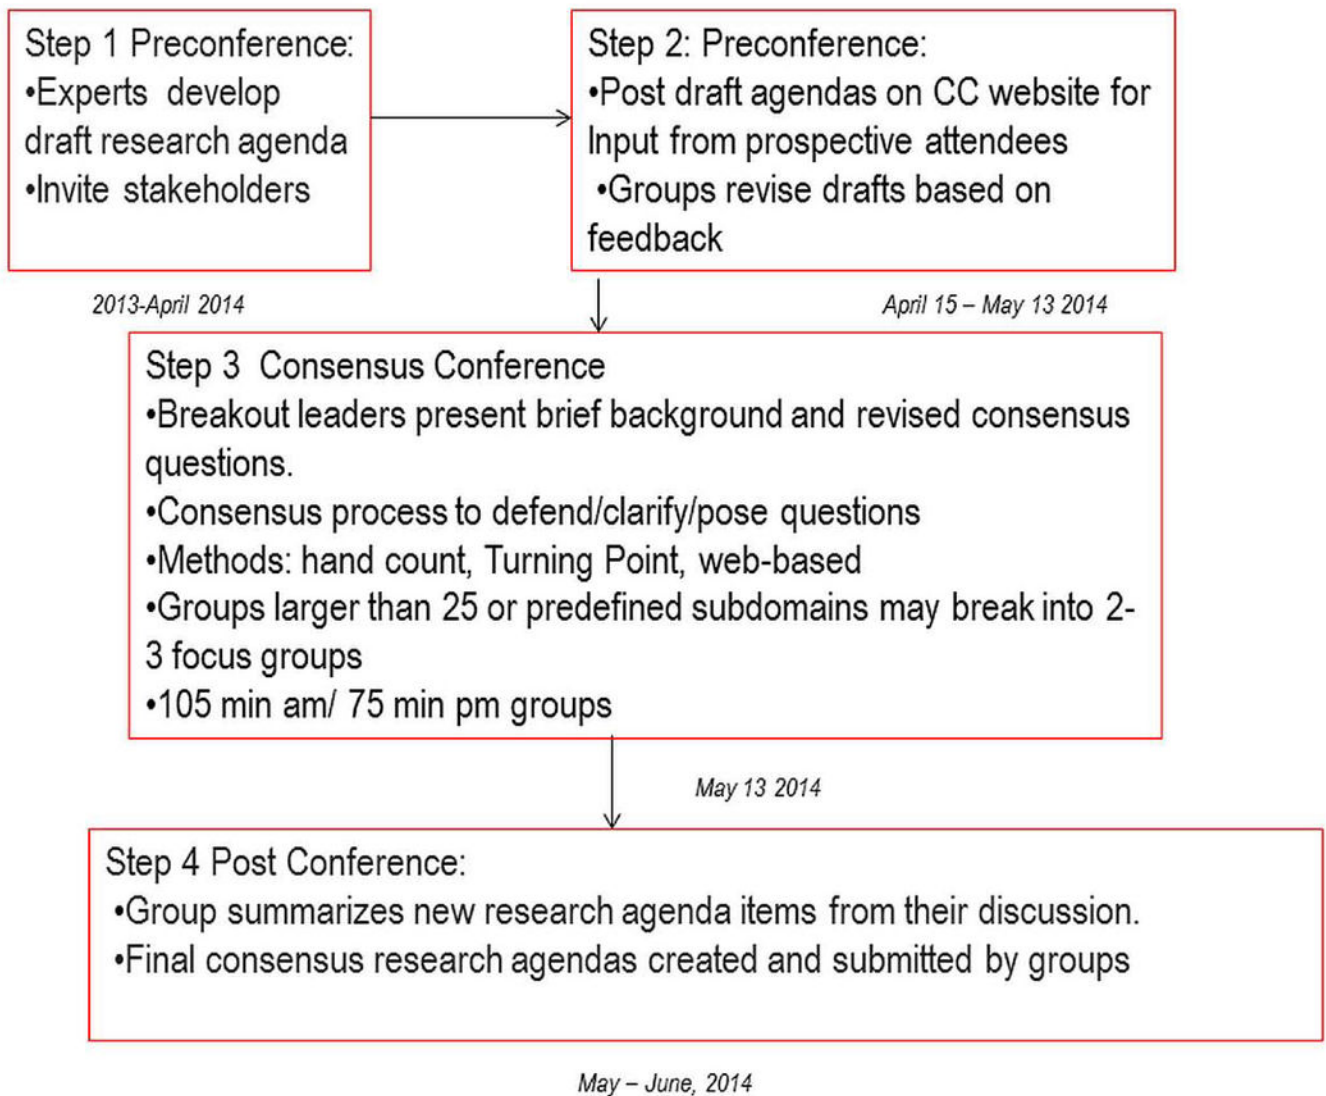 Step 1 Preconference:
•Experts develop
draft research agenda
•Invite stakeholders
2013-April 2014
Step 2: Preconference:
•Post draft agendas on CC website for
Input from prospective attendees
•Groups revise drafts based on
feedback
April 15 – May 13 2014
Step 3 Consensus Conference
•Breakout leaders present brief background and revised consensus
questions.
•Consensus process to defend/clarify/pose questions
•Methods: hand count, Turning Point, web-based
•Groups larger than 25 or predefined subdomains may break into 2-
3 focus groups
•105 min am/ 75 min pm groups
May 13 2014
Step 4 Post Conference:
•Group summarizes new research agenda items from their discussion.
•Final consensus research agendas created and submitted by groups
May – June, 2014